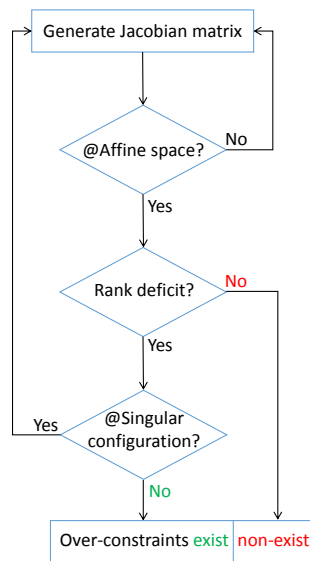 Generate Jacobian matrix
No
@Affine space?
Yes
No
Rank deficit?
Yes
Yes
@Singular
configuration?
No
Over-constraints exist non-exist